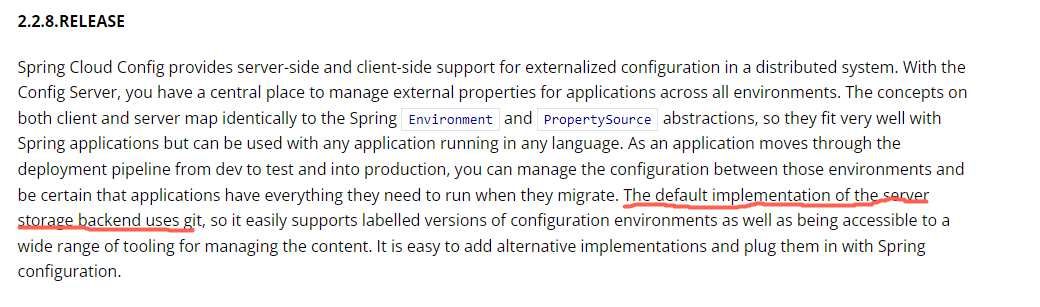 2.2.8.RELEASE
Spring Cloud Config provides server-side and client-side support for externalized configuration in a distributed system. With the
Config Server, you have a central place to manage external properties for applications across all environments. The concepts on
both client and server map identically to the Spring Environment and PropertySource abstractions, so they fit very well with
Spring applications but can be used with any application running in any language. As an application moves through the
deployment pipeline from dev to test and into production, you can manage the configuration between those environments and
be certain that applications have everything they need to run when they migrate. The default implementation of the server
storage backend uses git, so it easily supports labelled versions of configuration environments as well as being accessible to a
wide range of tooling for managing the content. It is easy to add alternative implementations and plug them in with Spring
configuration.